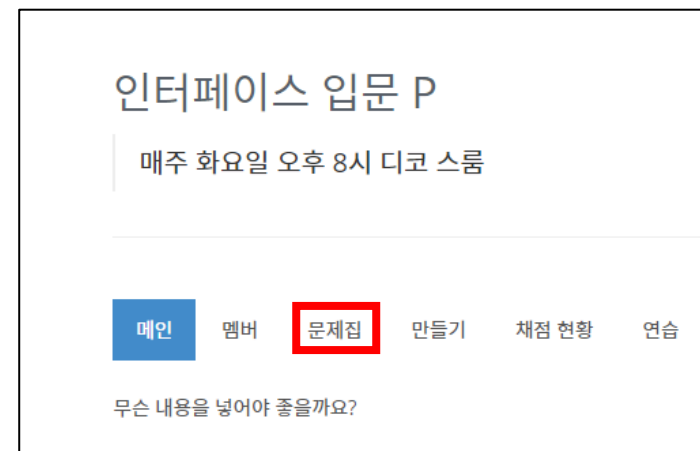 인터페이스 입문 P
매주 화요일 오후 8시 디코 스룸
메인 멤버 문제집 만들기 채점 현황 연습
무슨 내용을 넣어야 좋을까요?